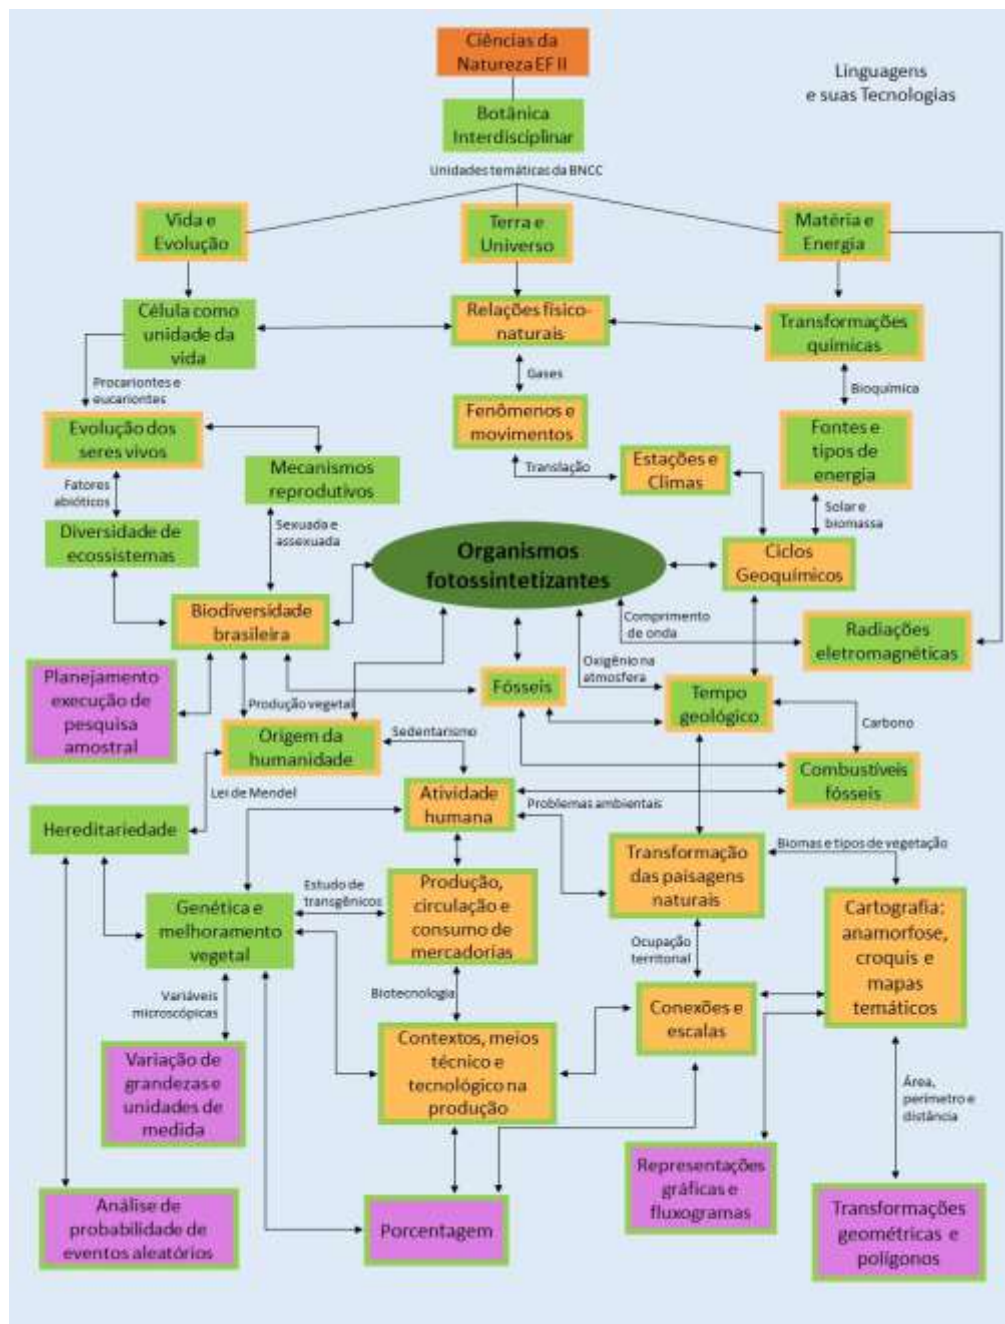 Ciências da
Natureza EF II
Linguagens
e suas Tecnologias
Botânica
Interdisciplinar
Unidades temáticas da BNCC
Vida e
Evolução
Terra e
Universo
Matéria e
Energia
Célula como
unidade da
vida
Relações físico-
naturais
Transformações
químicas
Procariontes e
eucariontes
Gases
Bioquímica
Evolução dos
seres vivos
Fenômenos e
movimentos
Fontes e
tipos de
energia
Mecanismos
reprodutivos
Translação
Estações e
Climas
Fatores
abióticos
Solar e
biomassa
Diversidade de
ecossistemas
Sexuada e
assexuada
Organismos
fotossintetizantes
Ciclos
Geoquímicos
Biodiversidade
brasileira
Comprimento
de onda
Radiações
eletromagnéticas
Planejamento
execução de
pesquisa
amostral
Oxigênio na
atmosfera
Fósseis
Tempo
geológico
Produção vegetal
Origem da
humanidade
Sedentarismo
Carbono
Combustíveis
fósseis
Lei de Mendel
Atividade
humana
Problemas ambientais
Hereditariedade
Transformação
das paisagens
naturais
Biomas e tipos de vegetação
Estudo de
transgênicos
Produção,
circulação e
consumo de
mercadorias
Genética e
melhoramento
vegetal
Cartografia:
anamorfose,
croquis e
mapas
temáticos
Ocupação
territorial
Variáveis
microscópicas
Biotecnologia
Conexões e
escalas
Contextos, meios
técnico e
tecnológico na
produção
Variação de
grandezas e
unidades de
medida
Área,
perímetro e
distância
Representações
gráficas e
fluxogramas
Análise de
probabilidade de
eventos aleatórios
Porcentagem
Transformações
geométricas e
polígonos